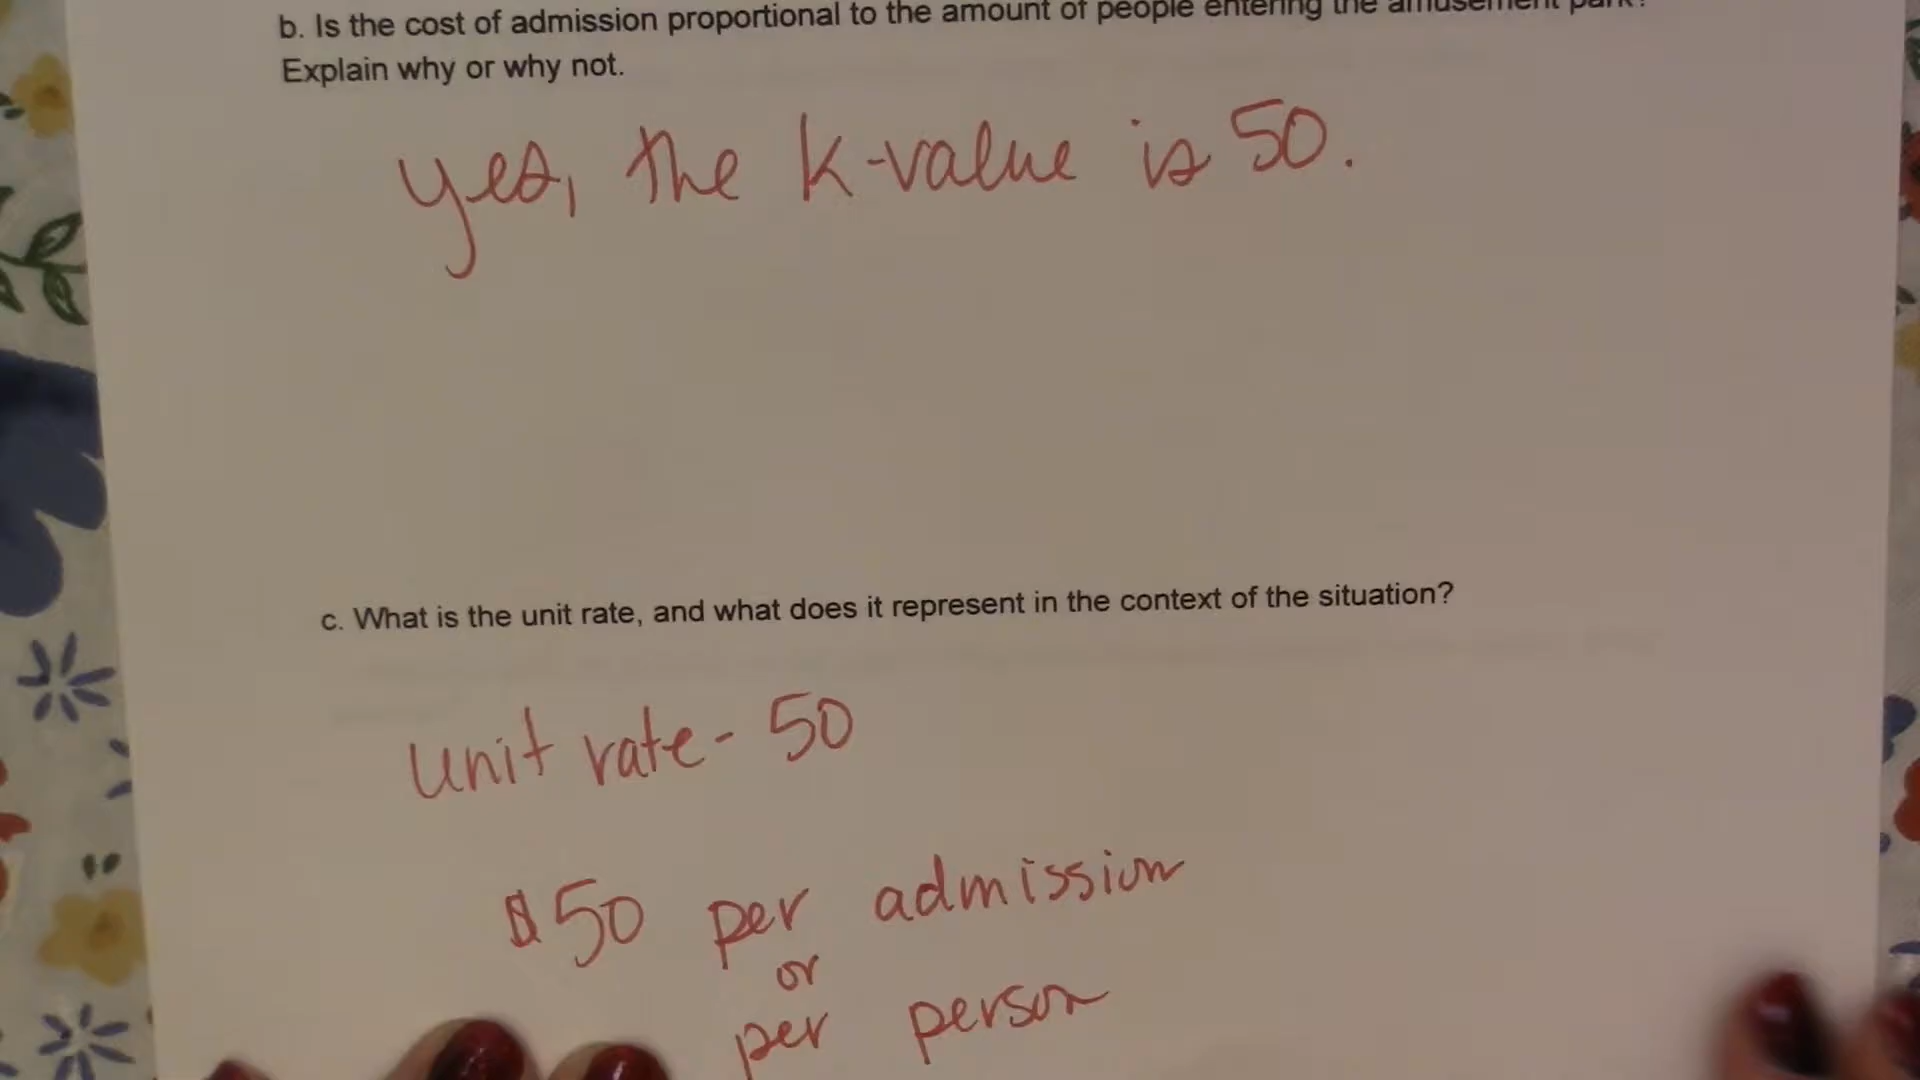 b. Is the cost of admission proportional to the amount of people entering the amusement park?
Explain why or why not.
yes, the k-value is 50.
c. What is the unit rate, and what does it represent in the context of the situation?
unit rate - 50
$50 per admission
or
per person